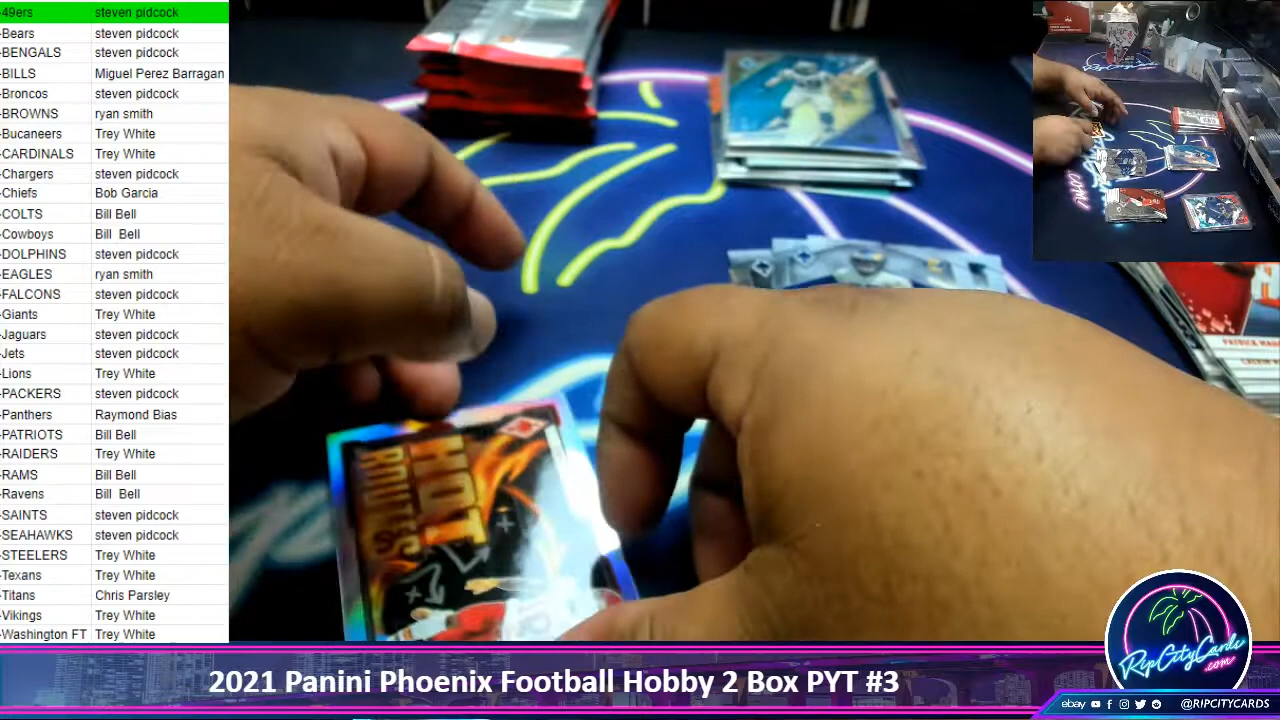 -49ers steven pidcock
-Bears steven pidcock
-BENGALS steven pidcock
-BILLS Miguel Perez Barragan
-Broncos steven pidcock
-BROWNS ryan smith
-Bucaneers Trey White
-CARDINALS Trey White
-Chargers steven pidcock
-Chiefs Bob Garcia
-COLTS Bill Bell
-Cowboys Bill Bell
-DOLPHINS steven pidcock
-EAGLES ryan smith
-FALCONS steven pidcock
-Giants Trey White
-Jaguars steven pidcock
-Jets steven pidcock
-Lions Trey White
-PACKERS steven pidcock
-Panthers Raymond Bias
-PATRIOTS Bill Bell
-RAIDERS Trey White
-RAMS Bill Bell
-Ravens Bill Bell
-SAINTS steven pidcock
-SEAHAWKS steven pidcock
-STEELERS Trey White
-Texans Trey White
-Titans Chris Parsley
-Vikings Trey White
-Washington FT Trey White
HOT
ROUTES
PATRICK
CALVIN
RipCityCards
.com
2021 Panini Phoenix Football Hobby 2 Box PYT #3
ebay
@RIPCITYCARDS